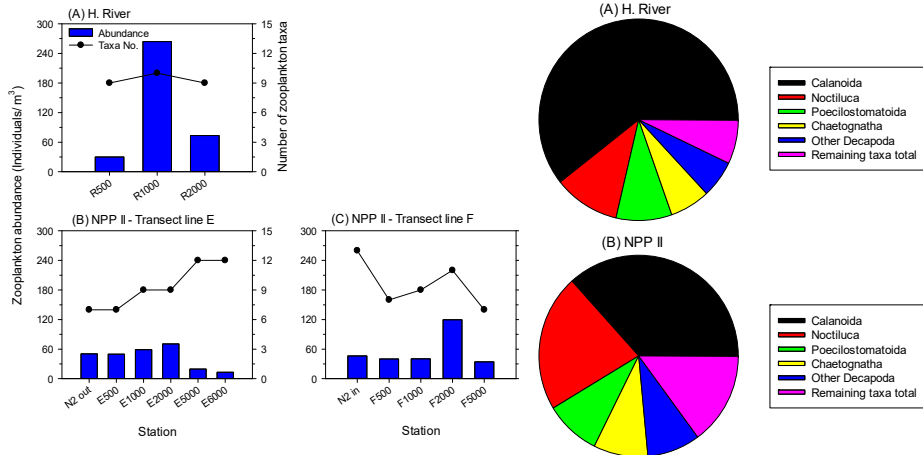 (A) H. River
300
240
180
120
60
0
Abundance
Taxa No.
15
12
9
6
3
0
R500
R1000
R2000
Zooplankton abundance (Individuals/ m³)
Number of zooplankton taxa
(B) NPP II - Transect line E
300
240
180
120
60
0
15
12
9
6
3
0
N2 out
E500
E1000
E2000
E5000
E6000
Station
(C) NPP II - Transect line F
300
240
180
120
60
0
N2 in
F500
F1000
F2000
F5000
Station
(A) H. River
Calanoida
Noctiluca
Poecilostomatoida
Chaetognatha
Other Decapoda
Remaining taxa total
(B) NPP II
Calanoida
Noctiluca
Poecilostomatoida
Chaetognatha
Other Decapoda
Remaining taxa total